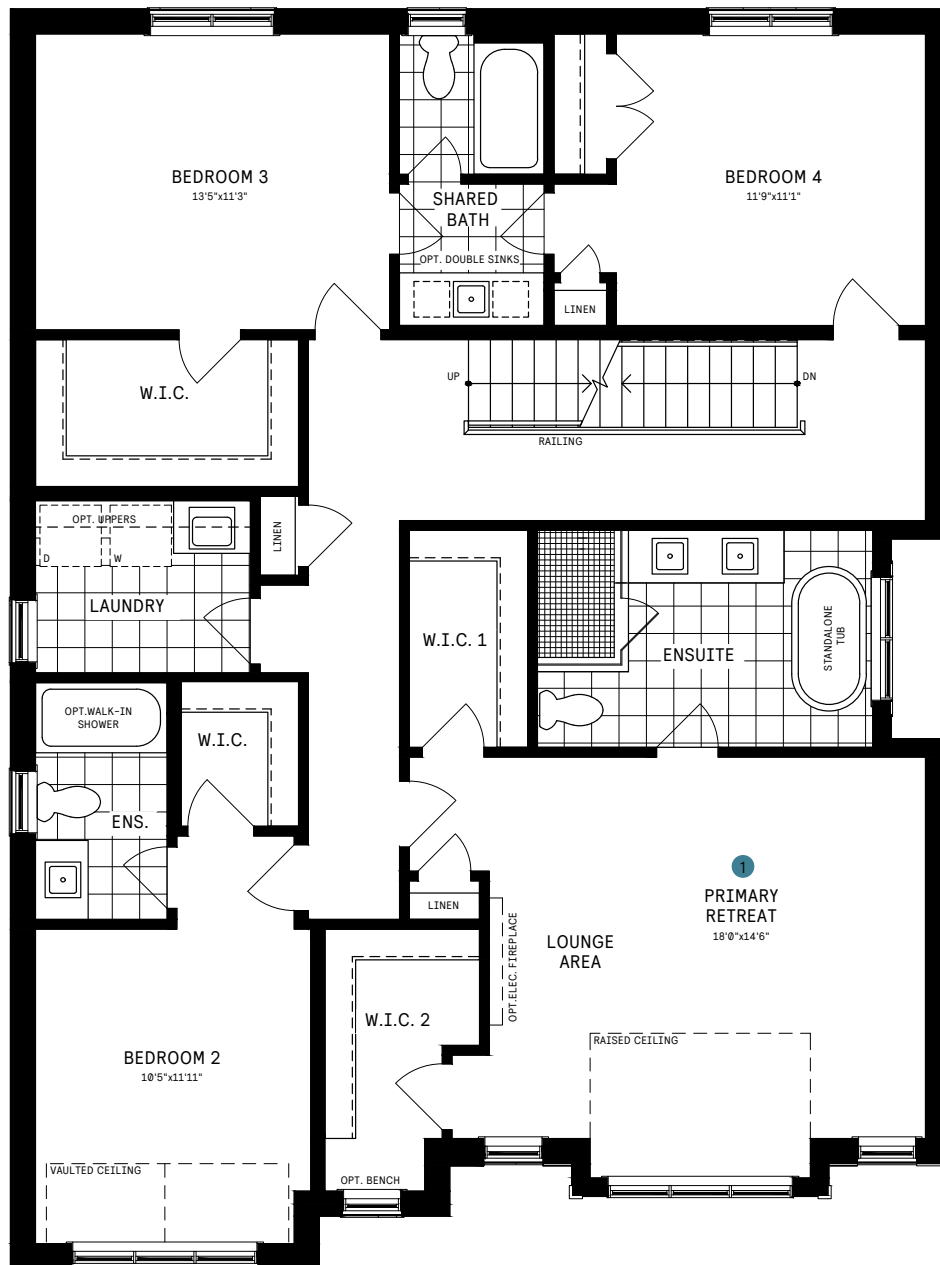 BEDROOM 3
13'5"x11'3"
SHARED
BATH
OPT. DOUBLE SINKS
BEDROOM 4
11'9"x11'1"
LINEN
W.I.C.
UP
DN
RAILING
OPT. UPPERS
D
W
LINEN
LAUNDRY
W.I.C. 1
ENSUITE
STANDALONE
TUB
OPT.WALK-IN
SHOWER
W.I.C.
ENS.
LINEN
1
PRIMARY
RETREAT
18'0"x14'6"
LOUNGE
AREA
OPT.ELEC. FIREPLACE
W.I.C. 2
RAISED CEILING
BEDROOM 2
10'5"x11'11"
VAULTED CEILING
OPT. BENCH